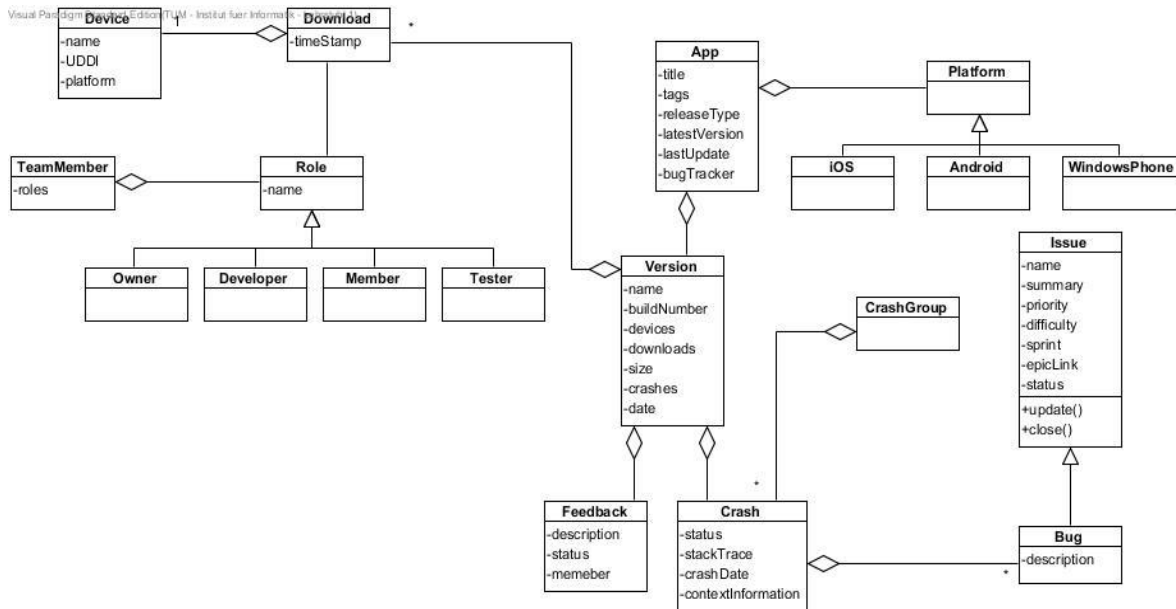 Visual Paradigm Standard Edition(TUM - Institut fuer Informatik -
Device
-name
-UDDI
-platform
1
Download
-timeStamp
*
App
-title
-tags
-releaseType
-latestVersion
-lastUpdate
-bugTracker
Platform
iOS
Android
WindowsPhone
TeamMember
-roles
Role
-name
Owner
Developer
Member
Tester
Version
-name
-buildNumber
-devices
-downloads
-size
-crashes
-date
CrashGroup
Issue
-name
-summary
-priority
-difficulty
-sprint
-epicLink
-status
+update()
+close()
*
Feedback
-description
-status
-memeber
Crash
-status
-stackTrace
-crashDate
-contextInformation
*
Bug
-description